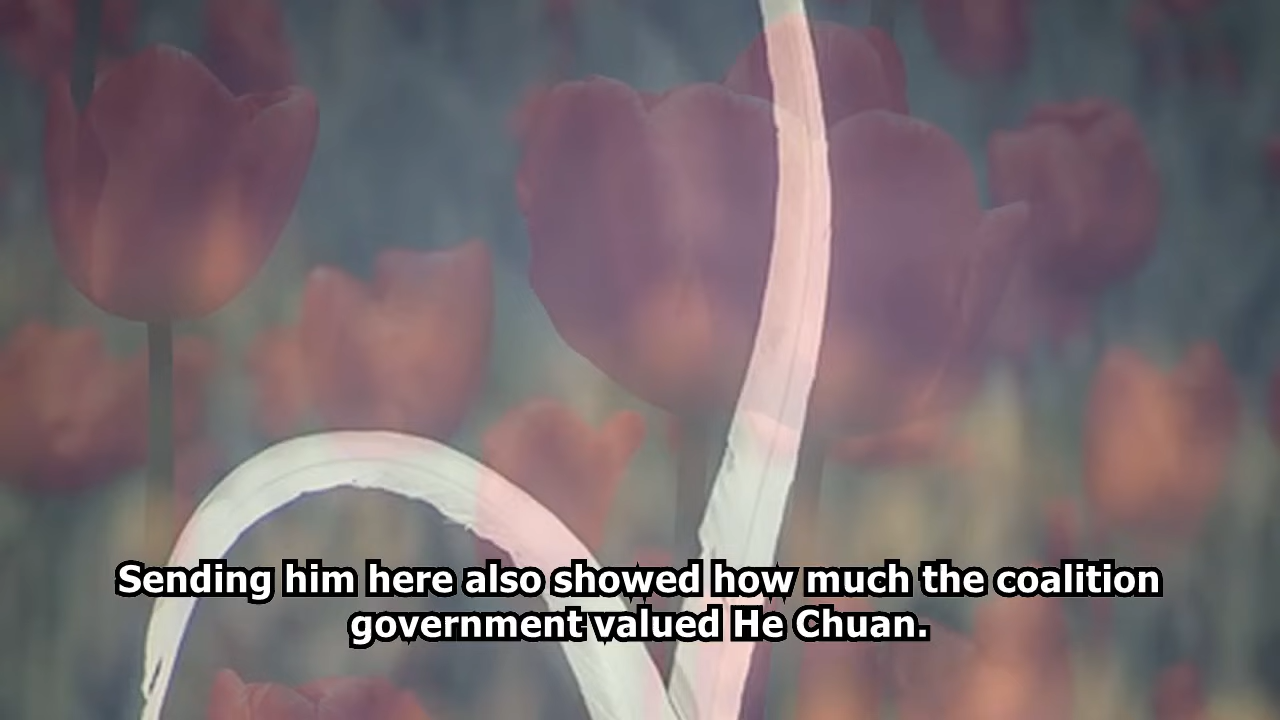 Sending him here also showed how much the coalition
government valued He Chuan.